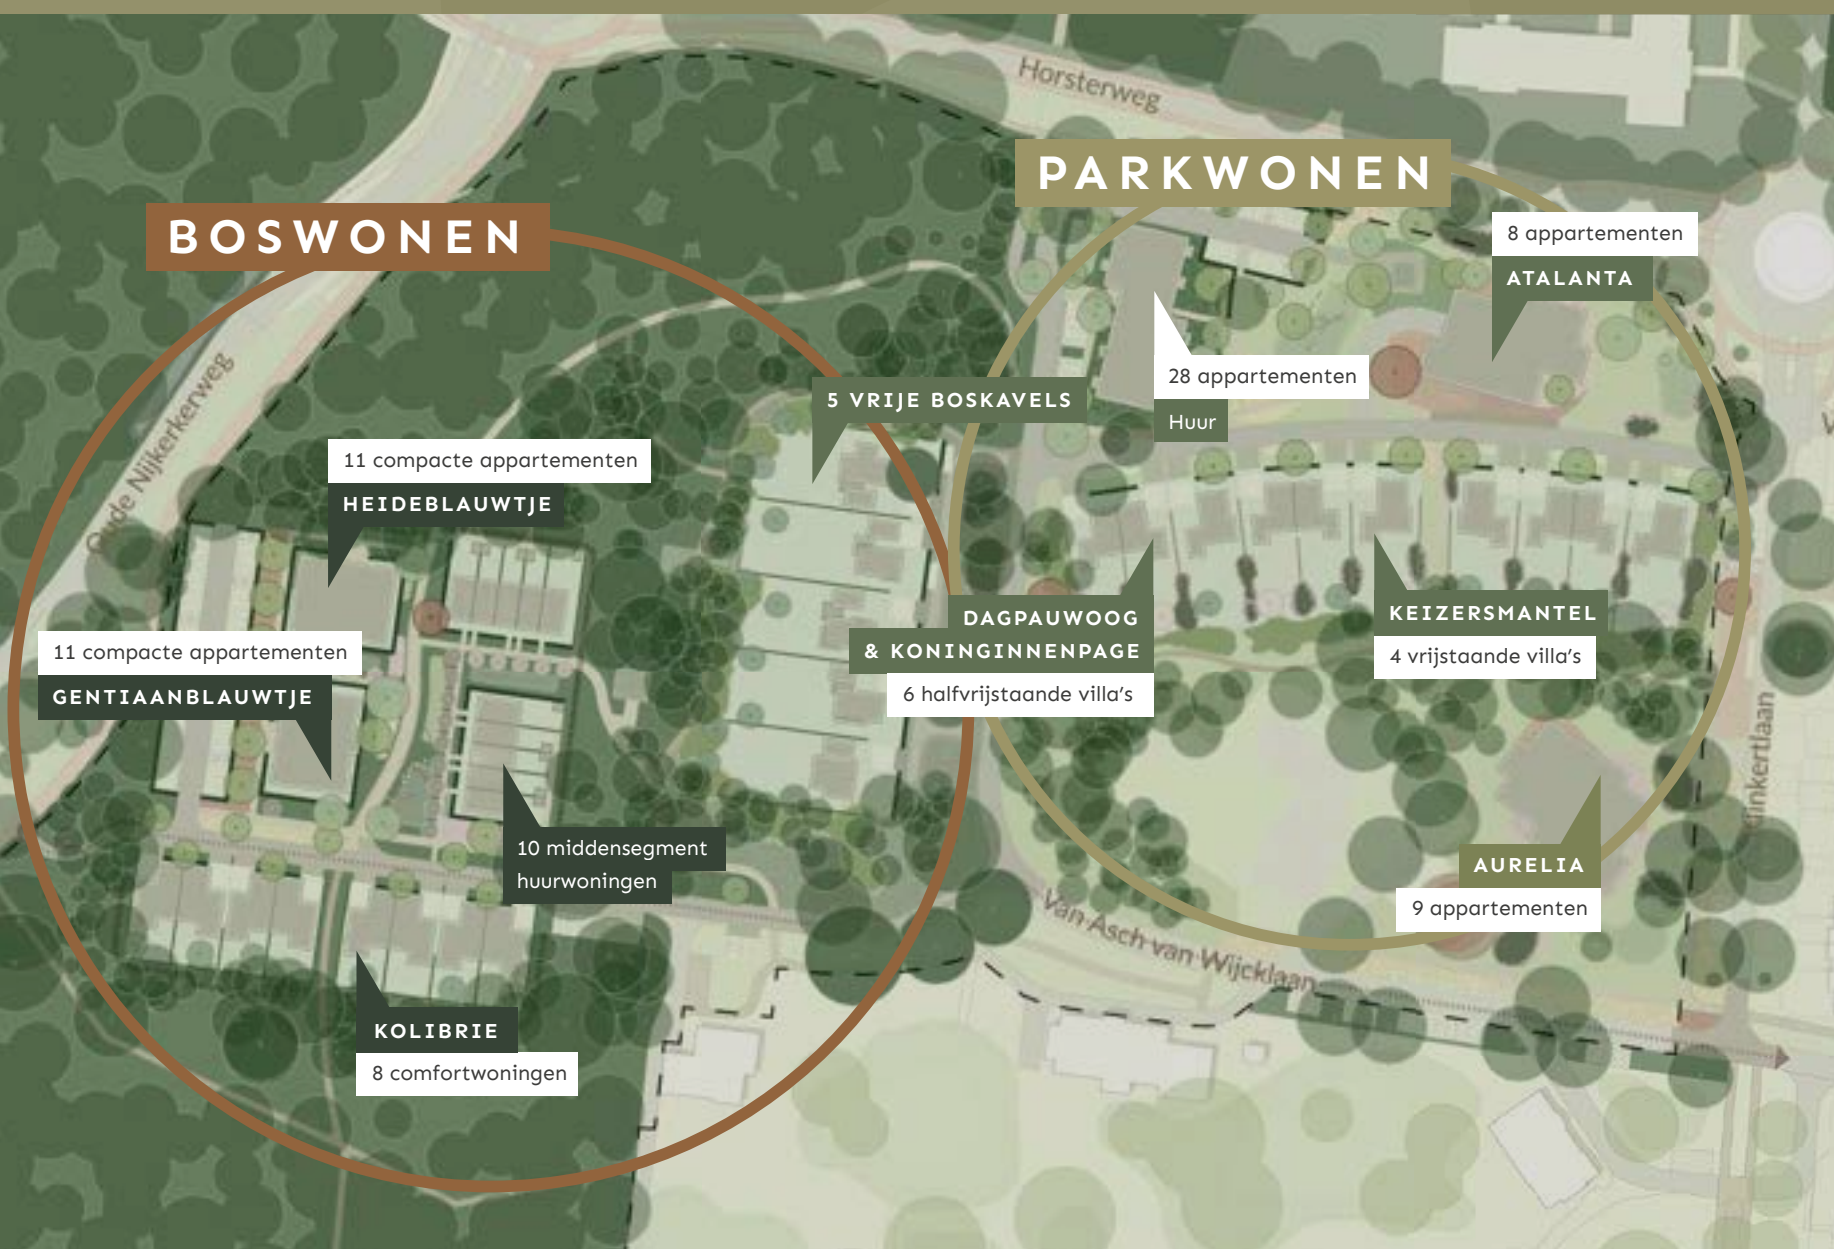 Horsterweg
PARKWONEN
BOSWONEN
8 appartementen
ATALANTA
28 appartementen
Huur
5 VRIJE BOSKAVELS
Oude Nijkerkerweg
11 compacte appartementen
HEIDEBLAUWTJE
11 compacte appartementen
GENTIAANBLAUWTJE
DAGPAUWOOG
& KONINGINNENPAGE
6 halfvrijstaande villa's
KEIZERSMANTEL
4 vrijstaande villa's
10 middensegment
huurwoningen
AURELIA
9 appartementen
Van Asch van Wijcklaan
KOLIBRIE
8 comfortwoningen